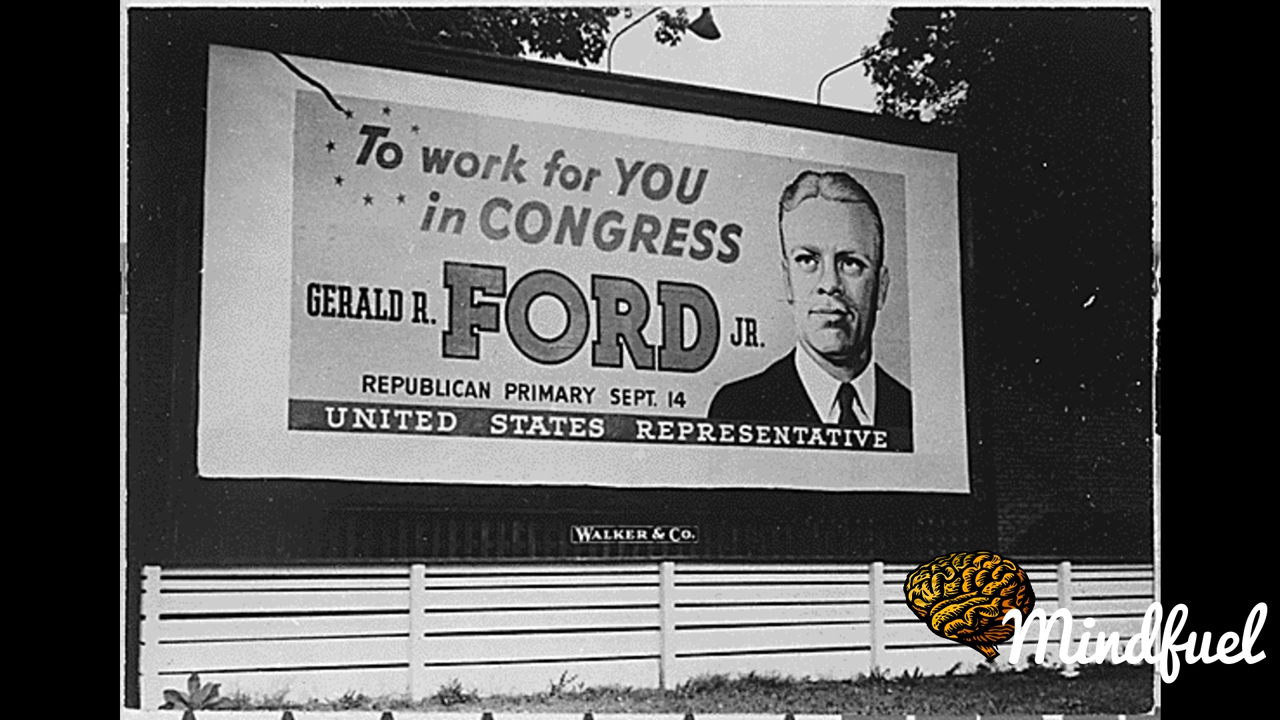 To work for YOU
in CONGRESS
GERALD R. FORD JR.
REPUBLICAN PRIMARY SEPT. 14
UNITED STATES REPRESENTATIVE
WALKER & CO.
Mindfuel